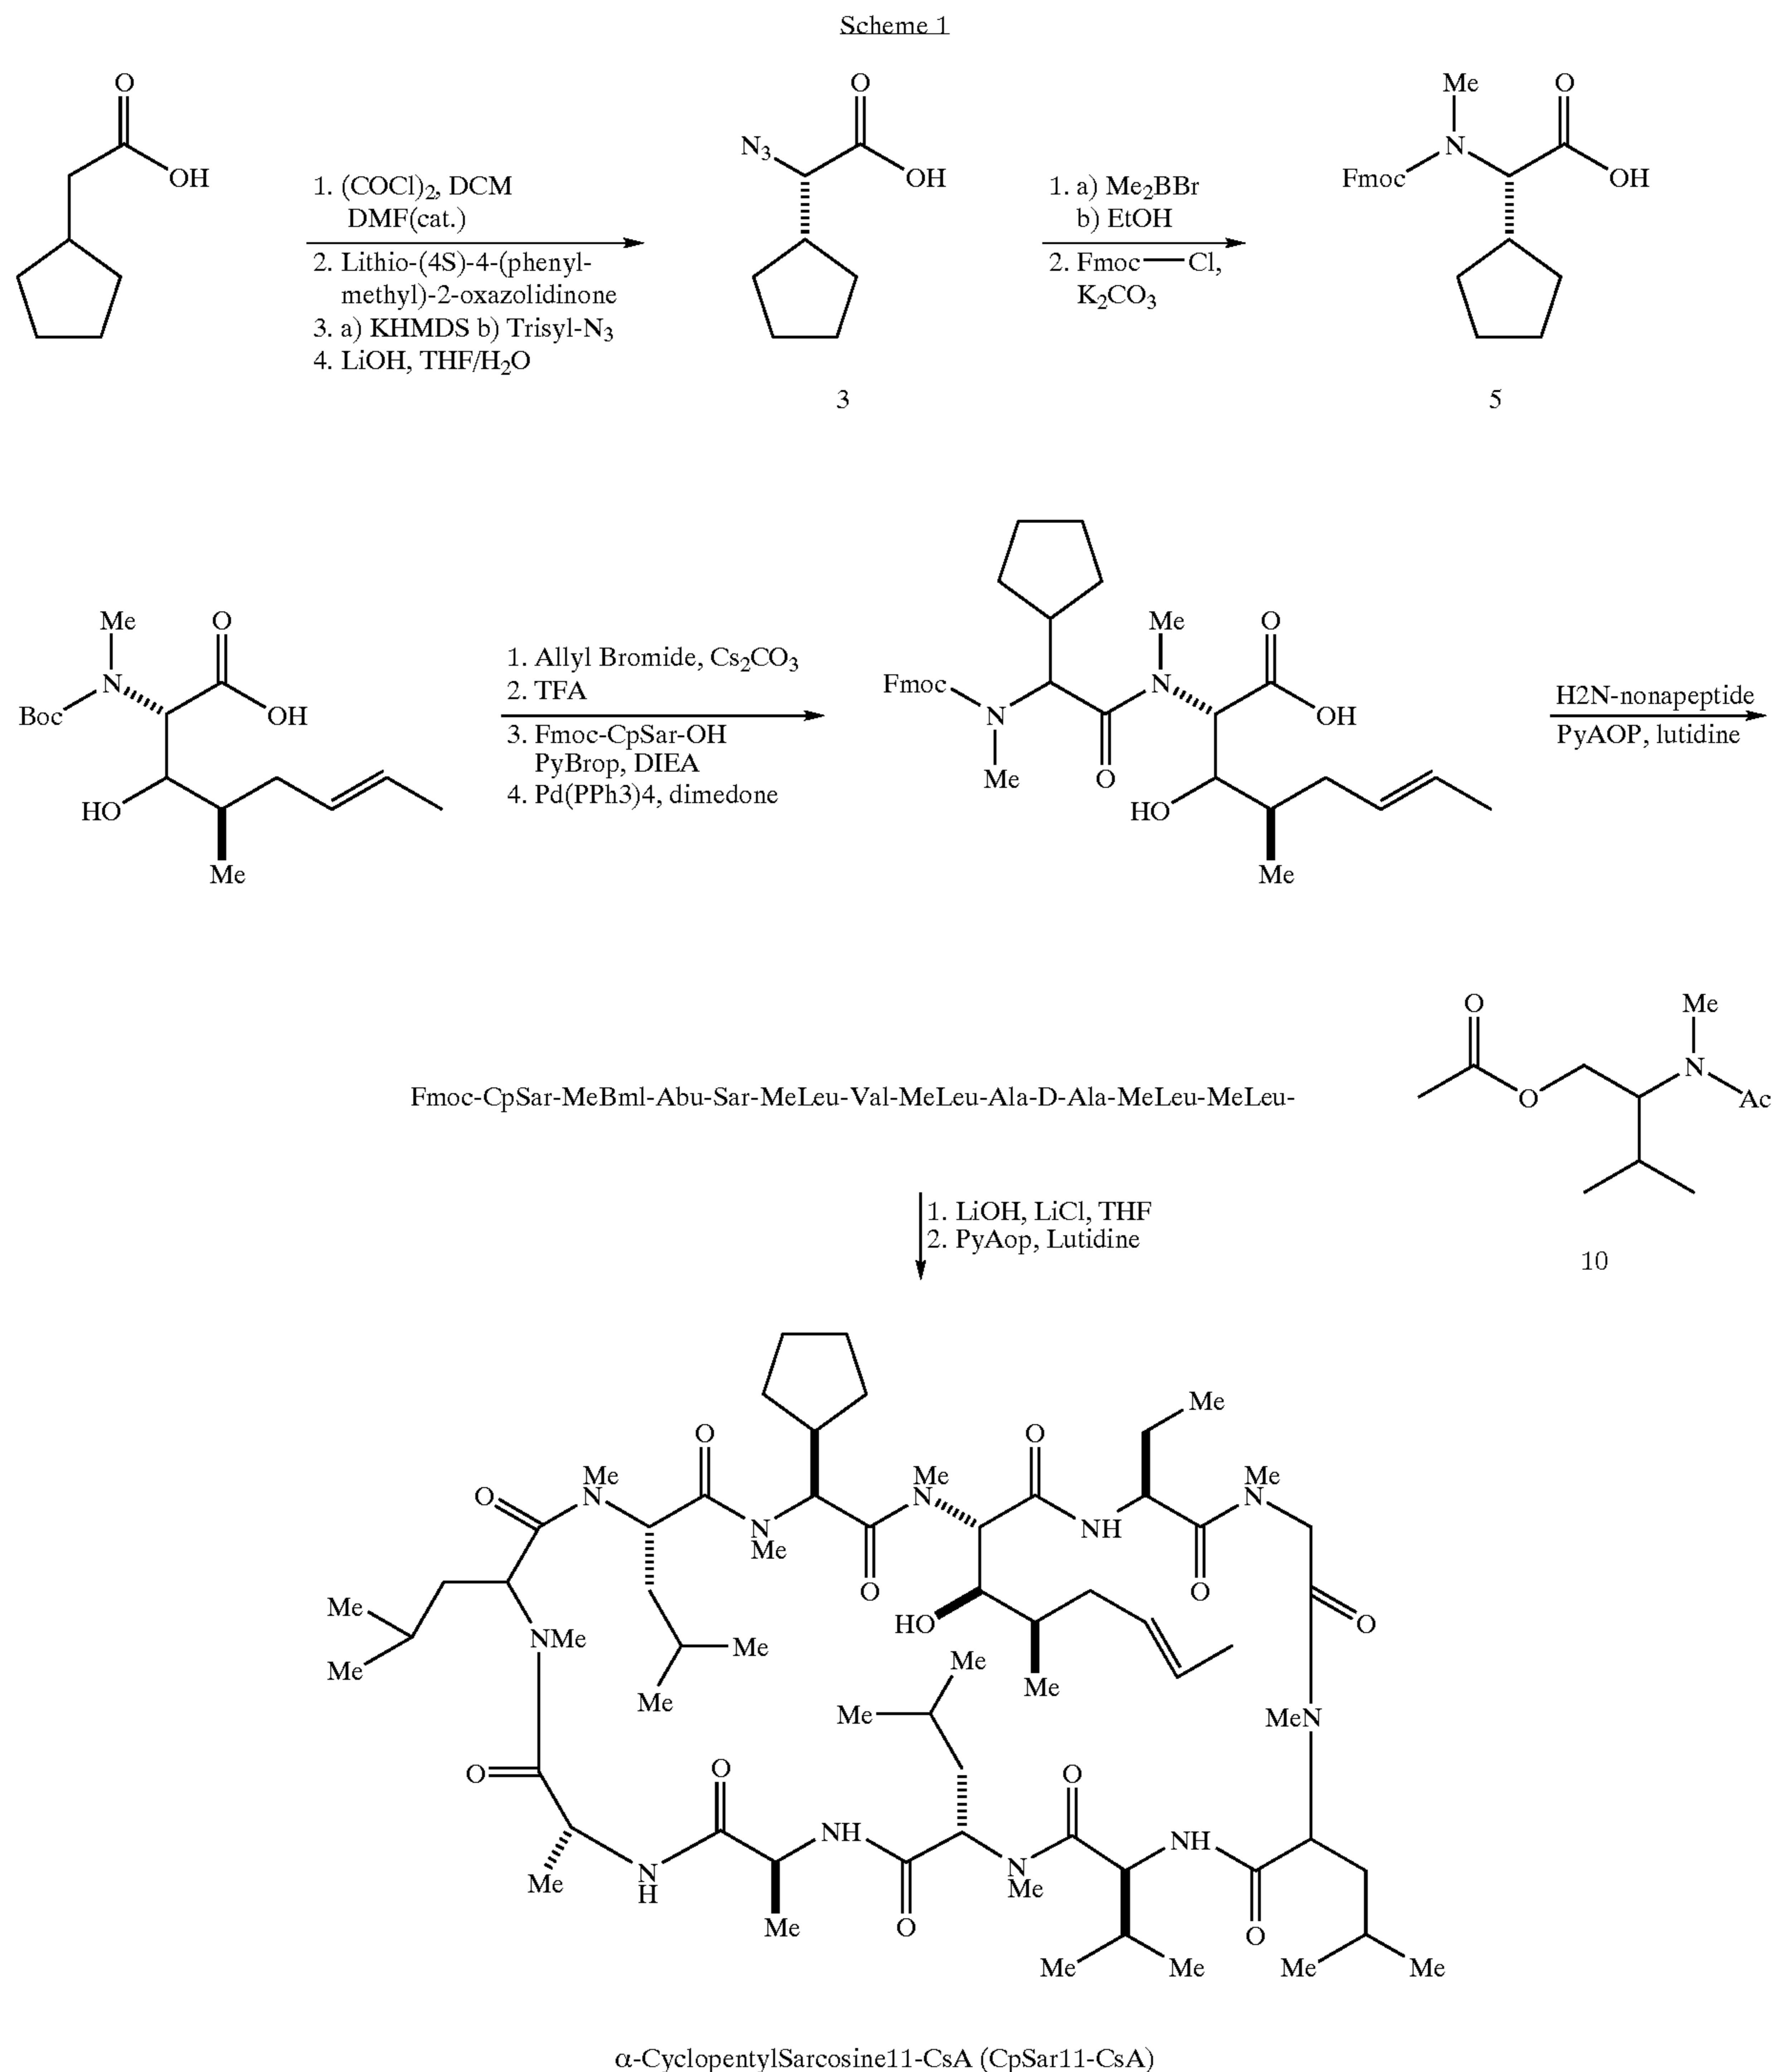 Scheme 1
O
OH
1. (COCl)2, DCM
DMF(cat.)
2. Lithio-(4S)-4-(phenyl-
methyl)-2-oxazolidinone
3. a) KHMDS b) Trisyl-N3
4. LiOH, THF/H2O
O
N3
OH
3
1. a) Me2BBr
b) EtOH
2. Fmoc—Cl,
K2CO3
Me
O
N
Fmoc
OH
5
Me
O
N
Boc
OH
HO
Me
1. Allyl Bromide, Cs2CO3
2. TFA
3. Fmoc-CpSar-OH
PyBrop, DIEA
4. Pd(PPh3)4, dimedone
Me
O
Fmoc
N
N
OH
Me
O
HO
Me
H2N-nonapeptide
PyAOP, lutidine
Fmoc-CpSar-MeBml-Abu-Sar-MeLeu-Val-MeLeu-Ala-D-Ala-MeLeu-MeLeu-
O
Me
N
O
Ac
10
1. LiOH, LiCl, THF
2. PyAop, Lutidine
Me
O
O
Me
Me
Me
O
N
N
N
N
NH
Me
O
O
HO
O
Me
NMe
Me
Me
Me
Me
Me
Me
MeN
O
O
O
NH
NH
N
N
H
Me
Me
Me
O
O
Me
Me
Me
Me
α-CyclopentylSarcosine11-CsA (CpSar11-CsA)